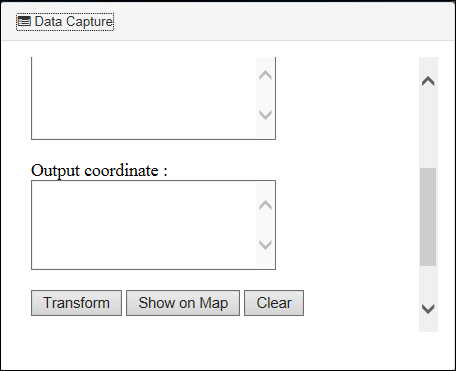 Data Capture
Output coordinate :
Transform Show on Map Clear